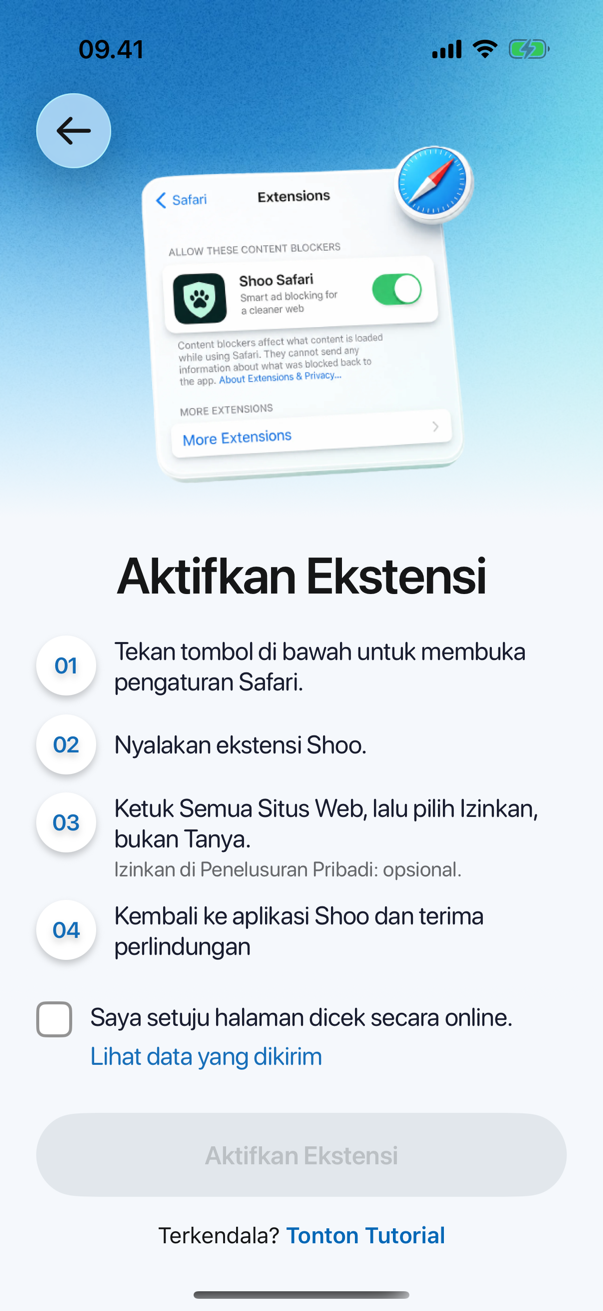 09.41
Safari
Extensions
ALLOW THESE CONTENT BLOCKERS
Shoo Safari
Smart ad blocking for
a cleaner web
Content blockers affect what content is loaded
while using Safari. They cannot send any
information about what was blocked back to
the app. About Extensions & Privacy...
MORE EXTENSIONS
More Extensions
Aktifkan Ekstensi
01
Tekan tombol di bawah untuk membuka
pengaturan Safari.
02
Nyalakan ekstensi Shoo.
03
Ketuk Semua Situs Web, lalu pilih Izinkan,
bukan Tanya.
Izinkan di Penelusuran Pribadi: opsional.
04
Kembali ke aplikasi Shoo dan terima
perlindungan
Saya setuju halaman dicek secara online.
Lihat data yang dikirim
Aktifkan Ekstensi
Terkendala? Tonton Tutorial